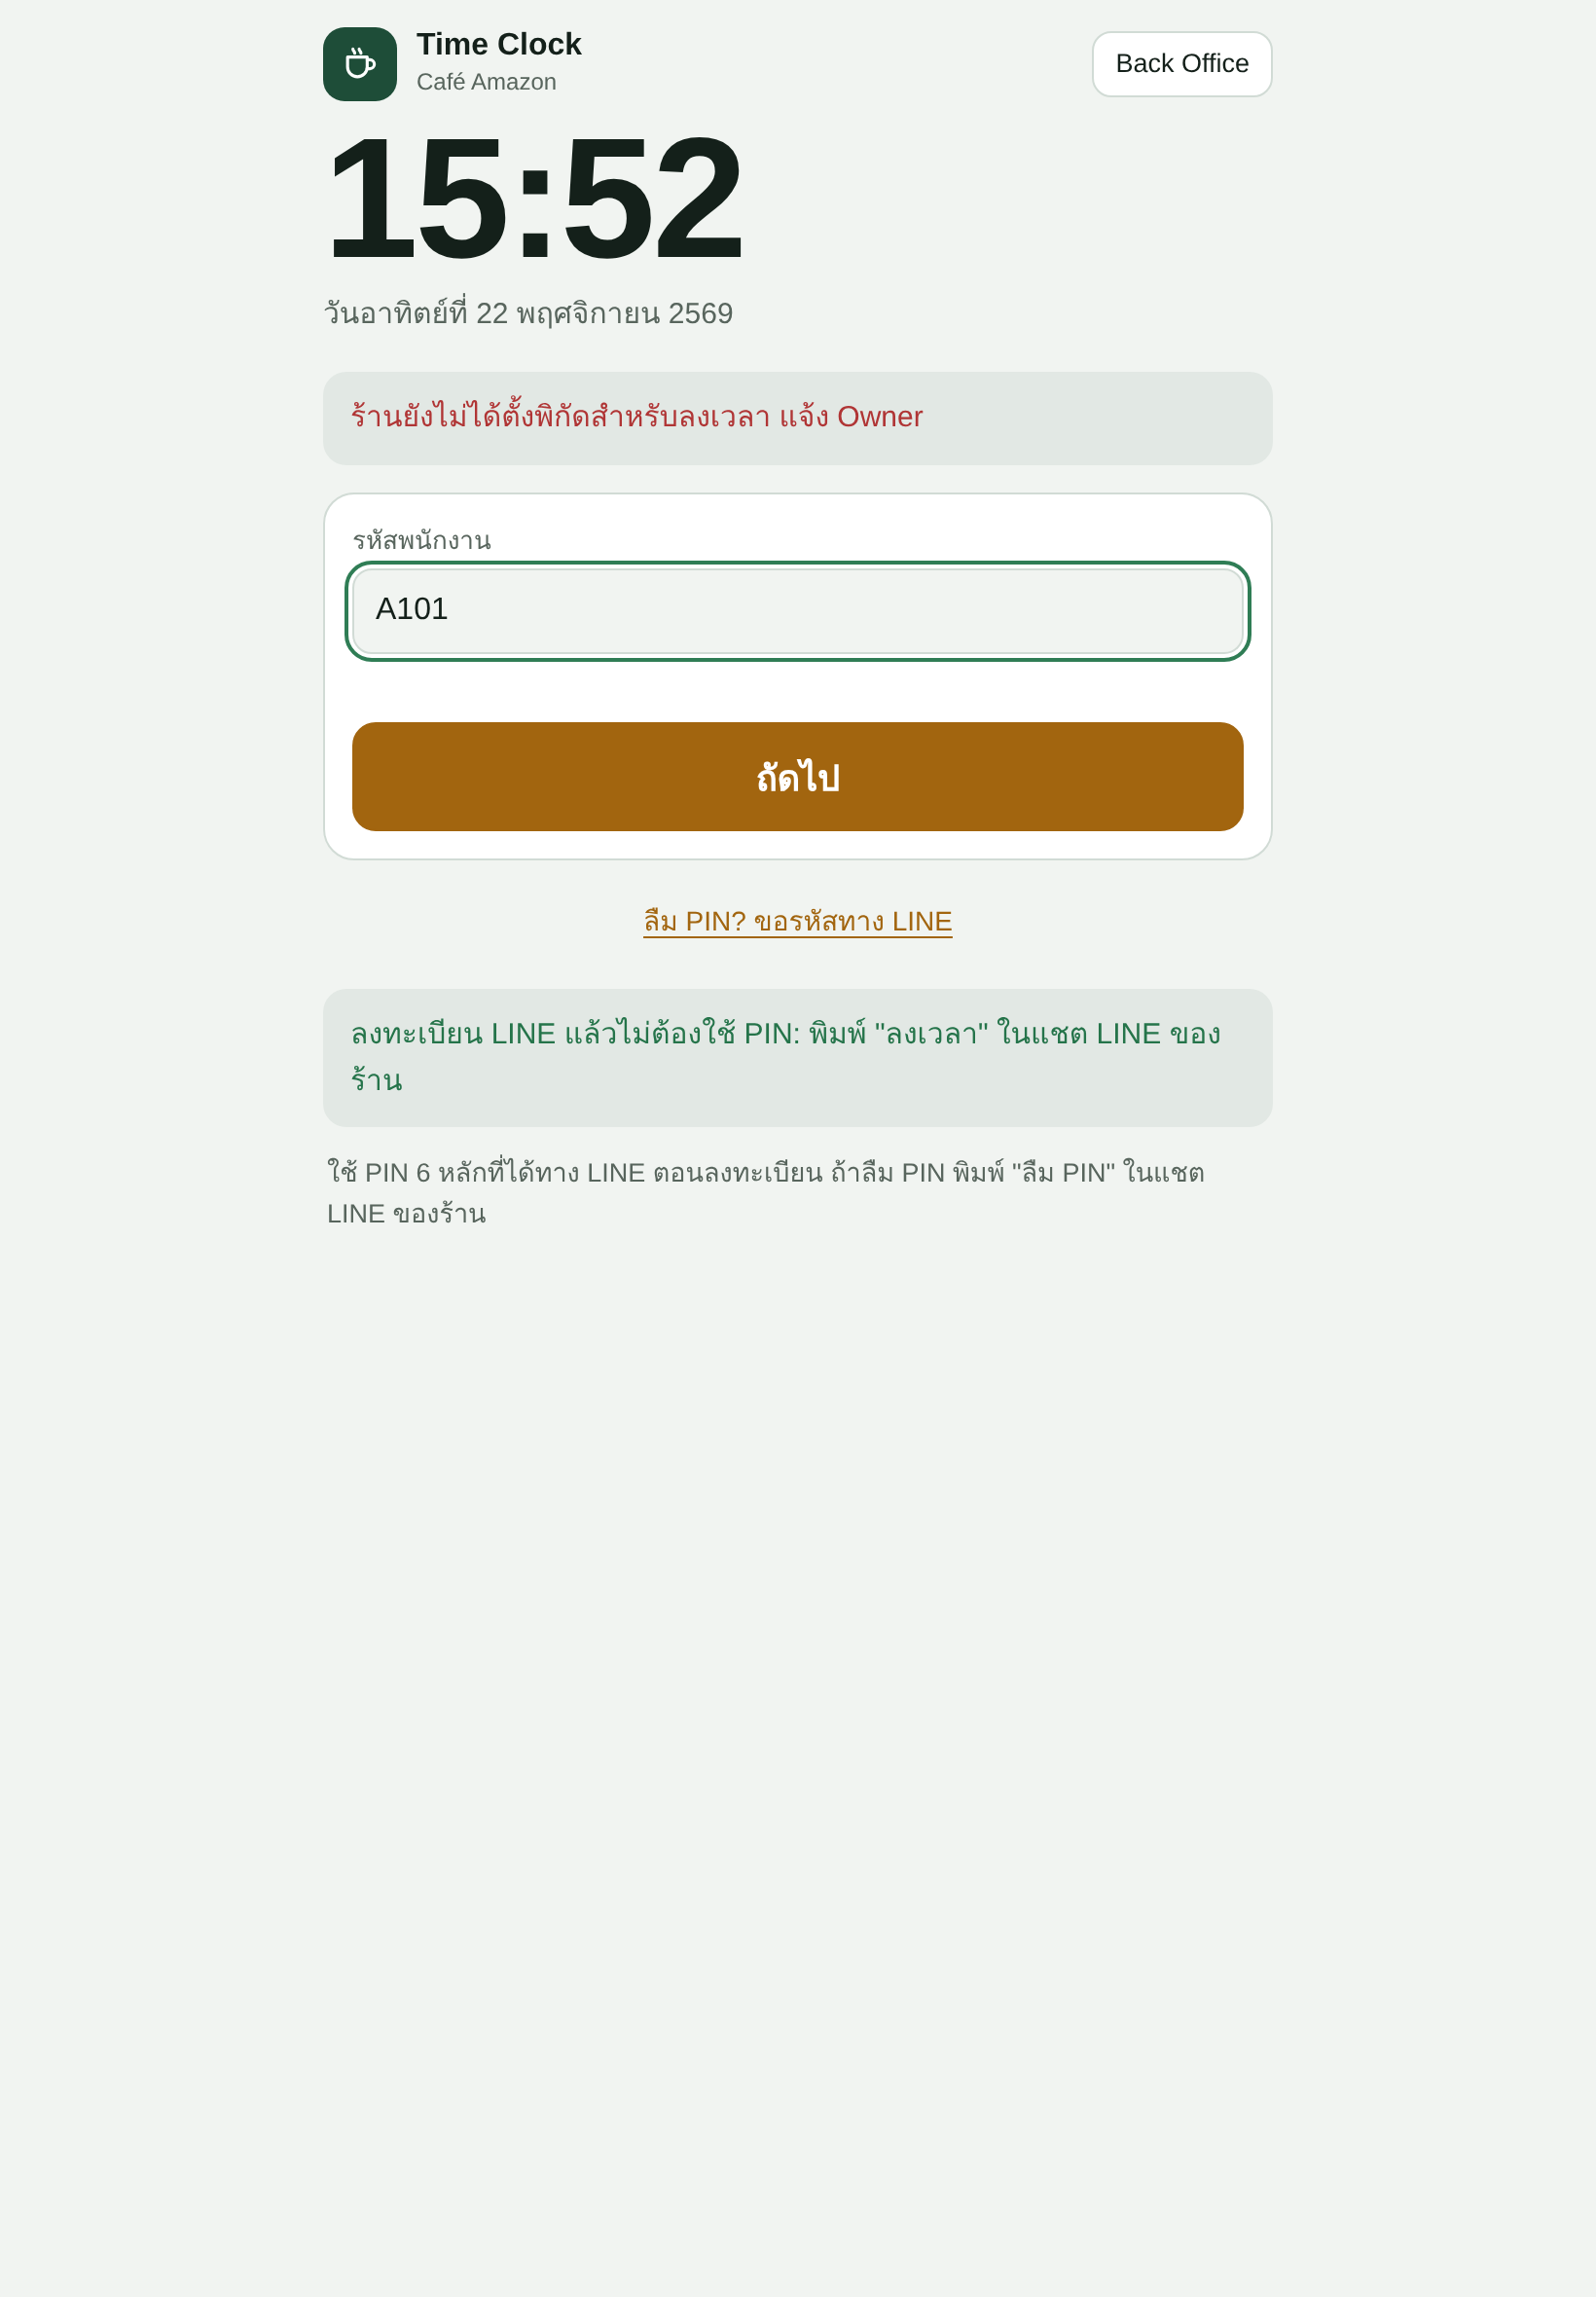 Time Clock
Café Amazon
Back Office
15:52
วันอาทิตย์ที่ 22 พฤศจิกายน 2569
ร้านยังไม่ได้ตั้งพิกัดสำหรับลงเวลา แจ้ง Owner
รหัสพนักงาน
A101
ถัดไป
ลืม PIN? ขอรหัสทาง LINE
ลงทะเบียน LINE แล้วไม่ต้องใช้ PIN: พิมพ์ "ลงเวลา" ในแชต LINE ของ
ร้าน
ใช้ PIN 6 หลักที่ได้ทาง LINE ตอนลงทะเบียน ถ้าลืม PIN พิมพ์ "ลืม PIN" ในแชต
LINE ของร้าน